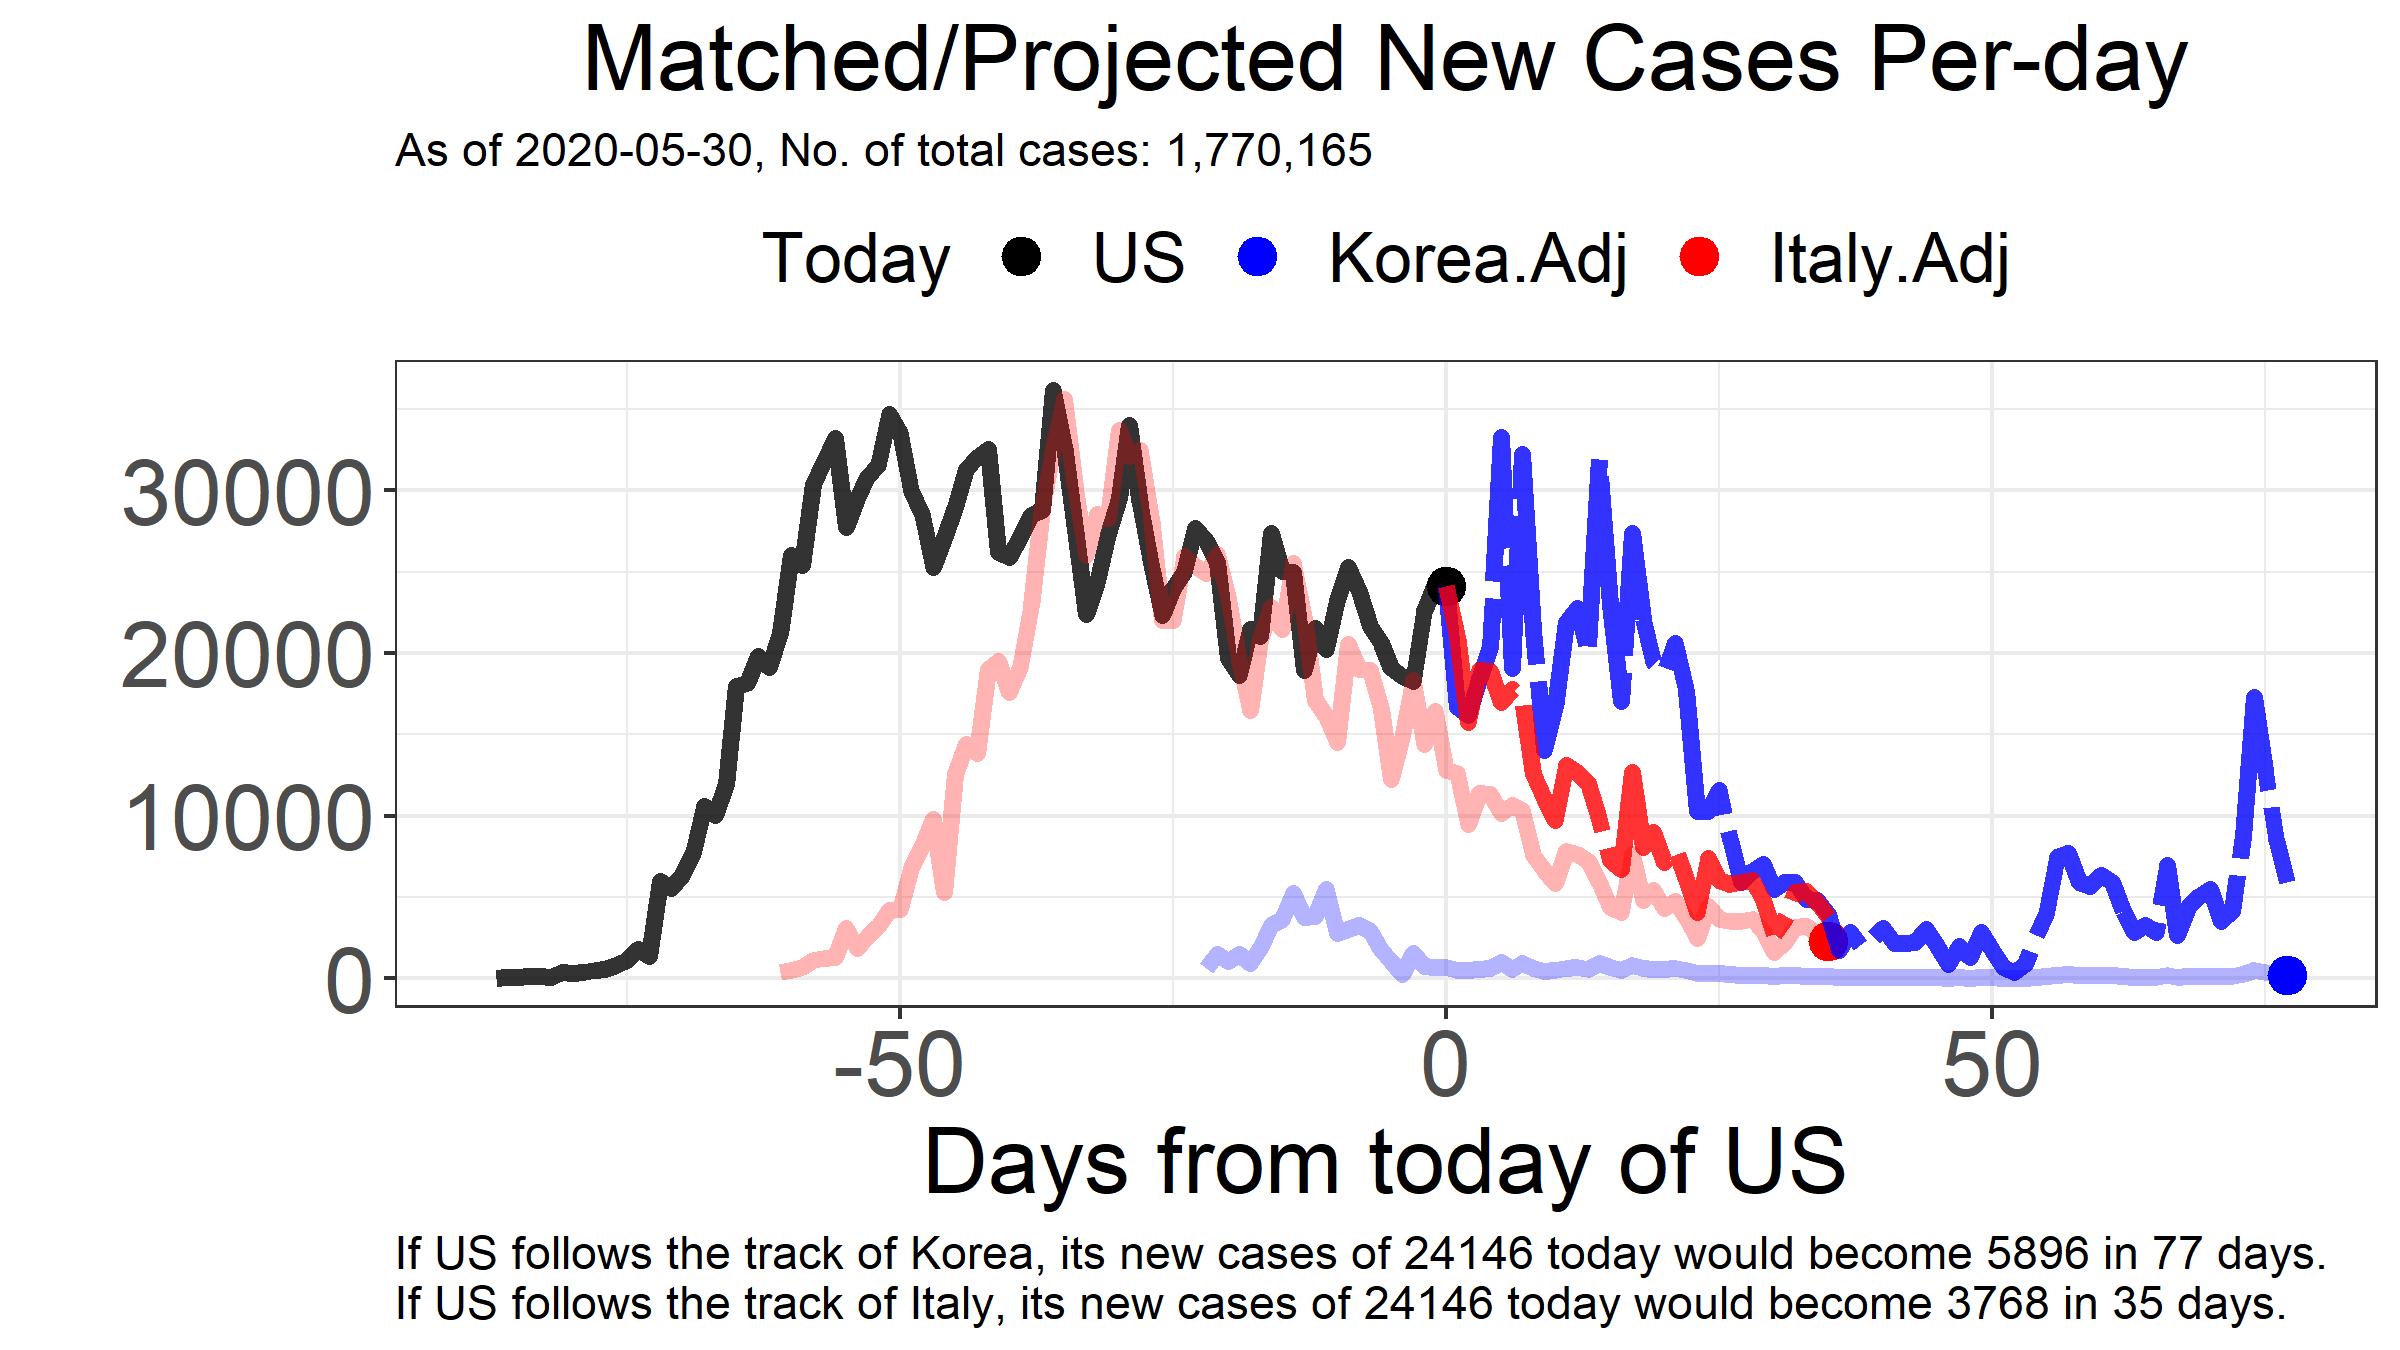 Matched/Projected New Cases Per-day
As of 2020-05-30, No. of total cases: 1,770,165
Today US Korea.Adj Italy.Adj
30000
20000
10000
0
-50 0 50
Days from today of US
If US follows the track of Korea, its new cases of 24146 today would become 5896 in 77 days.
If US follows the track of Italy, its new cases of 24146 today would become 3768 in 35 days.